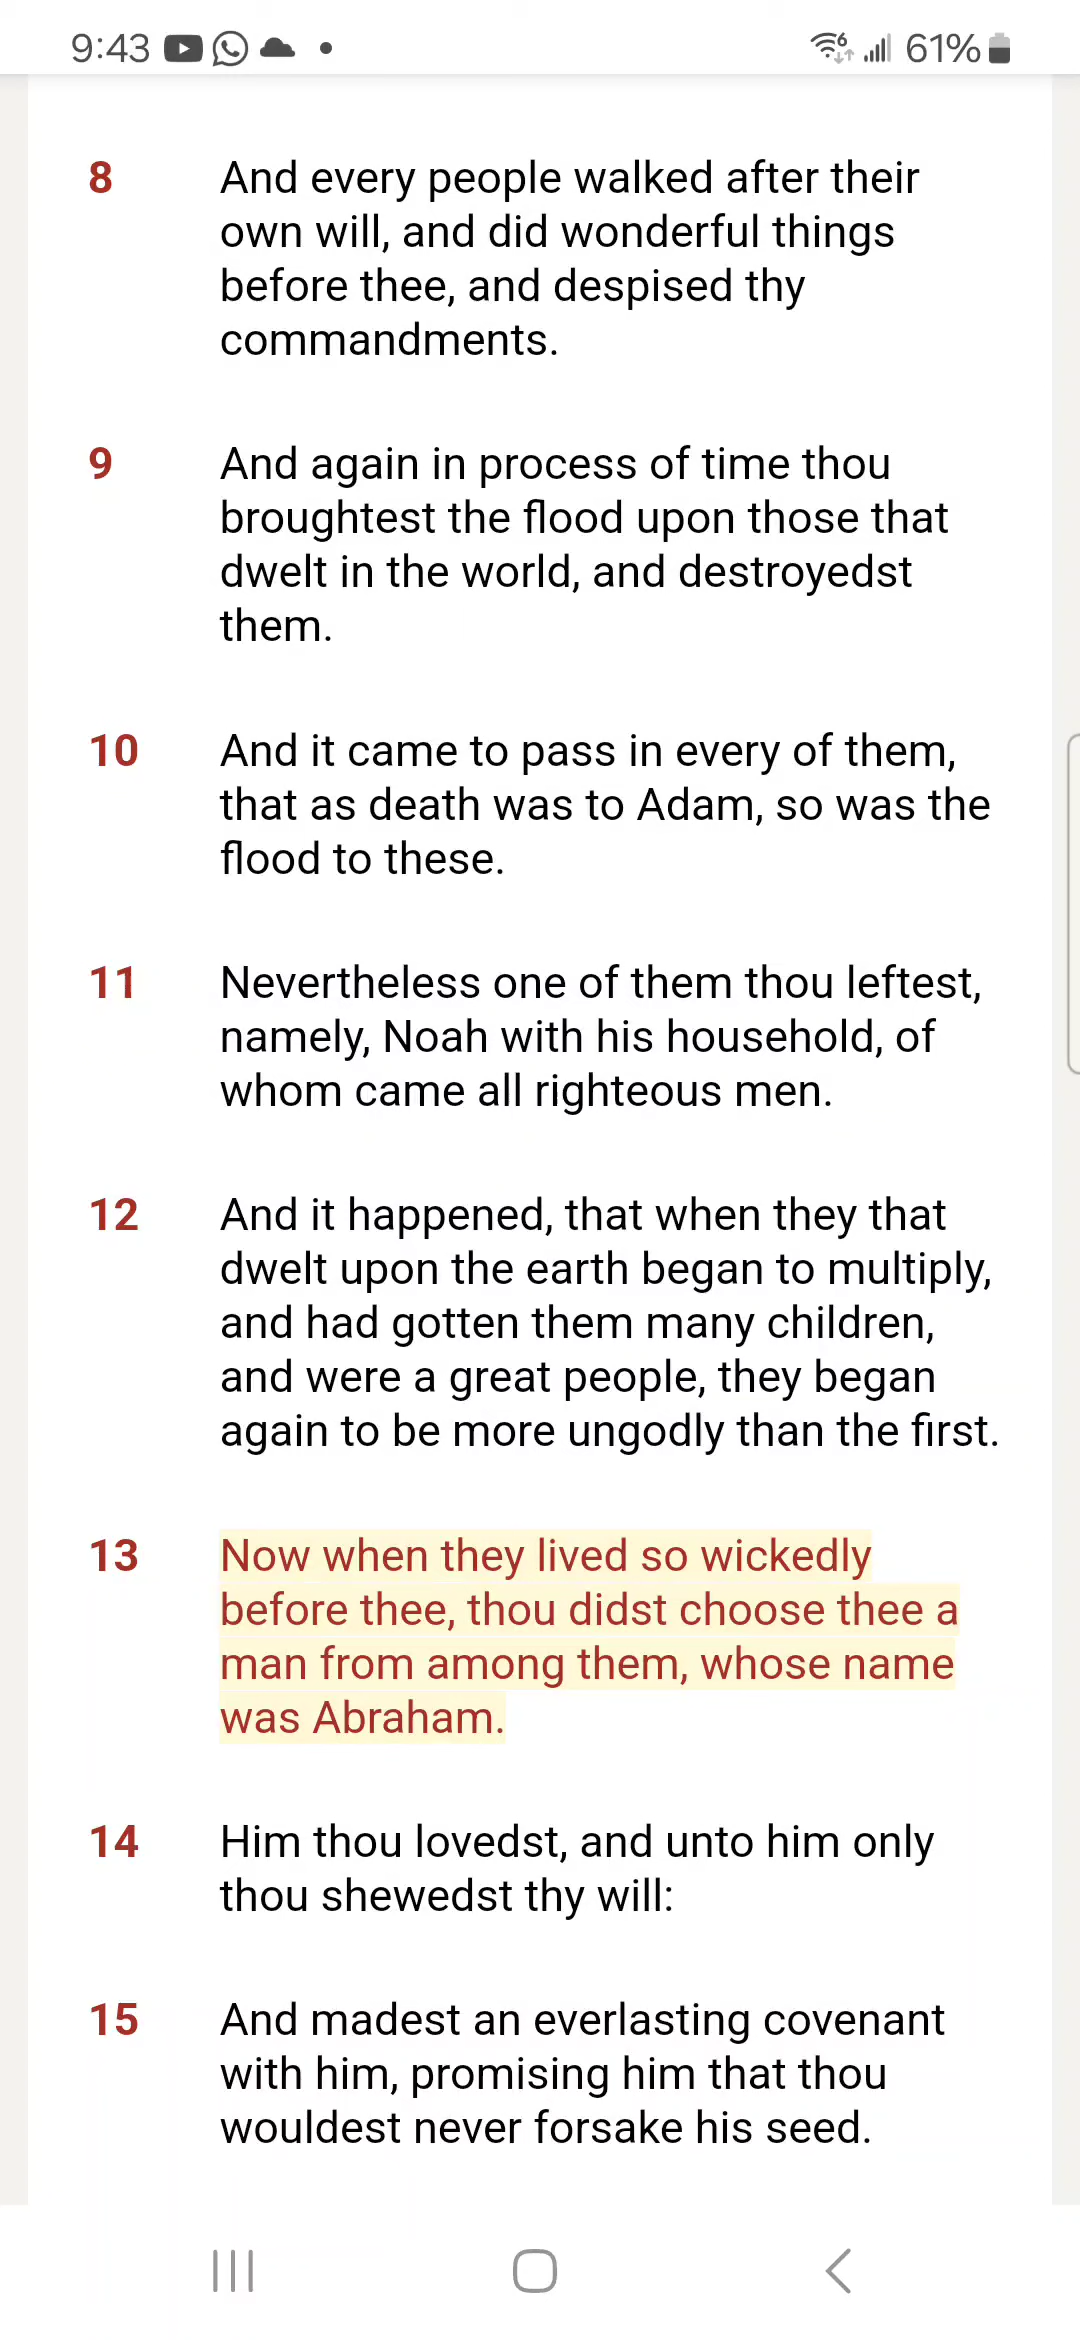 9:43
61%
8 And every people walked after their
own will, and did wonderful things
before thee, and despised thy
commandments.
9 And again in process of time thou
broughtest the flood upon those that
dwelt in the world, and destroyedst
them.
10 And it came to pass in every of them,
that as death was to Adam, so was the
flood to these.
11 Nevertheless one of them thou leftest,
namely, Noah with his household, of
whom came all righteous men.
12 And it happened, that when they that
dwelt upon the earth began to multiply,
and had gotten them many children,
and were a great people, they began
again to be more ungodly than the first.
13 Now when they lived so wickedly
before thee, thou didst choose thee a
man from among them, whose name
was Abraham.
14 Him thou lovedst, and unto him only
thou shewedst thy will:
15 And madest an everlasting covenant
with him, promising him that thou
wouldest never forsake his seed.